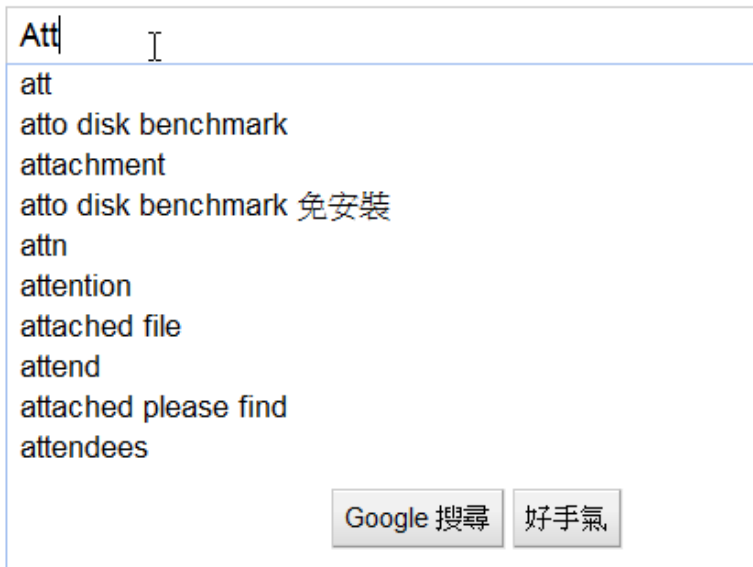 Att
att
atto disk benchmark
attachment
atto disk benchmark 免安裝
attn
attention
attached file
attend
attached please find
attendees
Google 搜尋 好手氣